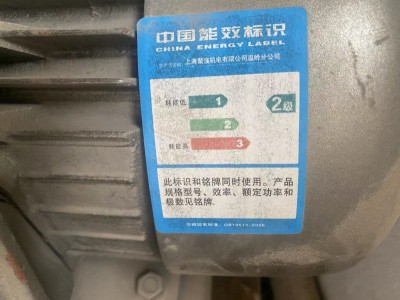 中国能效标识
CHINA ENERGY LABEL
上海能强机电有限公司温岭分公司
耗能低
1
2级
2
耗能高
3
此标识和铭牌同时使用。产品
规格型号、效率、额定功率和
极数见铭牌.